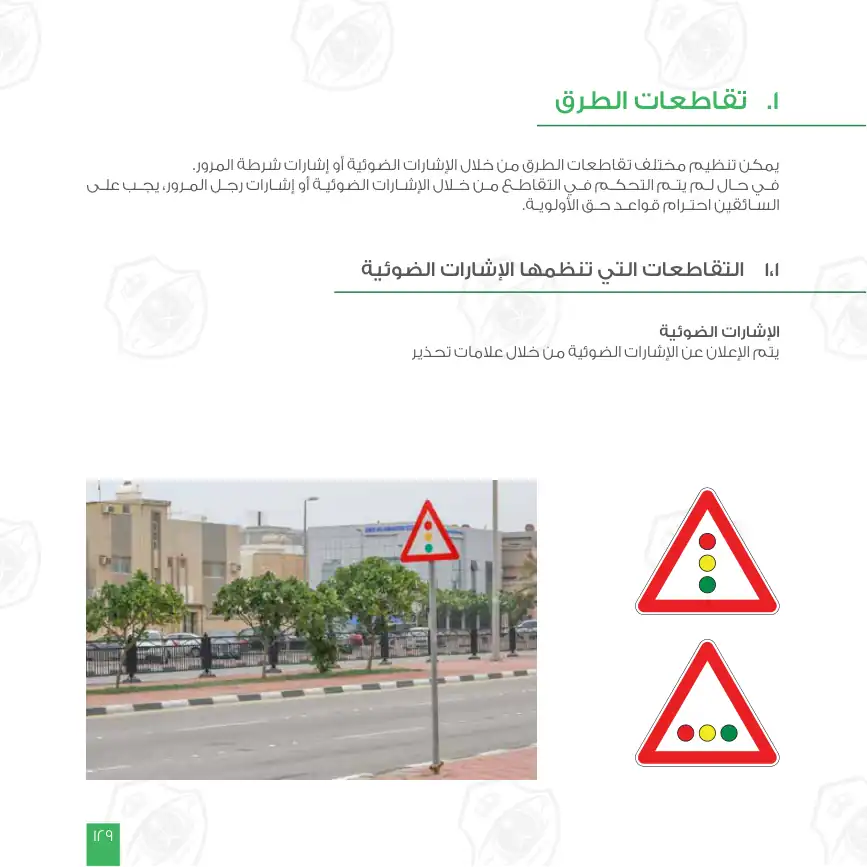 ١. تقاطعات الطرق
يمكن تنظيم مختلف تقاطعات الطرق من خلال الإشارات الضوئية أو إشارات شرطة المرور.
في حال لم يتم التحكم في التقاطع من خلال الإشارات الضوئية أو إشارات رجل المرور، يجب على
السائقين احترام قواعد حق الأولوية.
١،١ التقاطعات التي تنظمها الإشارات الضوئية
الإشارات الضوئية
يتم الإعلان عن الإشارات الضوئية من خلال علامات تحذير
١٢٩